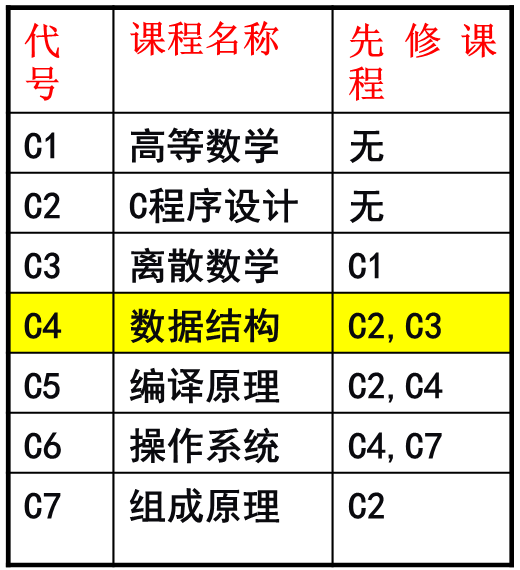 代号 课程名称 先修课程
C1 高等数学 无
C2 C程序设计 无
C3 离散数学 C1
C4 数据结构 C2,C3
C5 编译原理 C2,C4
C6 操作系统 C4,C7
C7 组成原理 C2